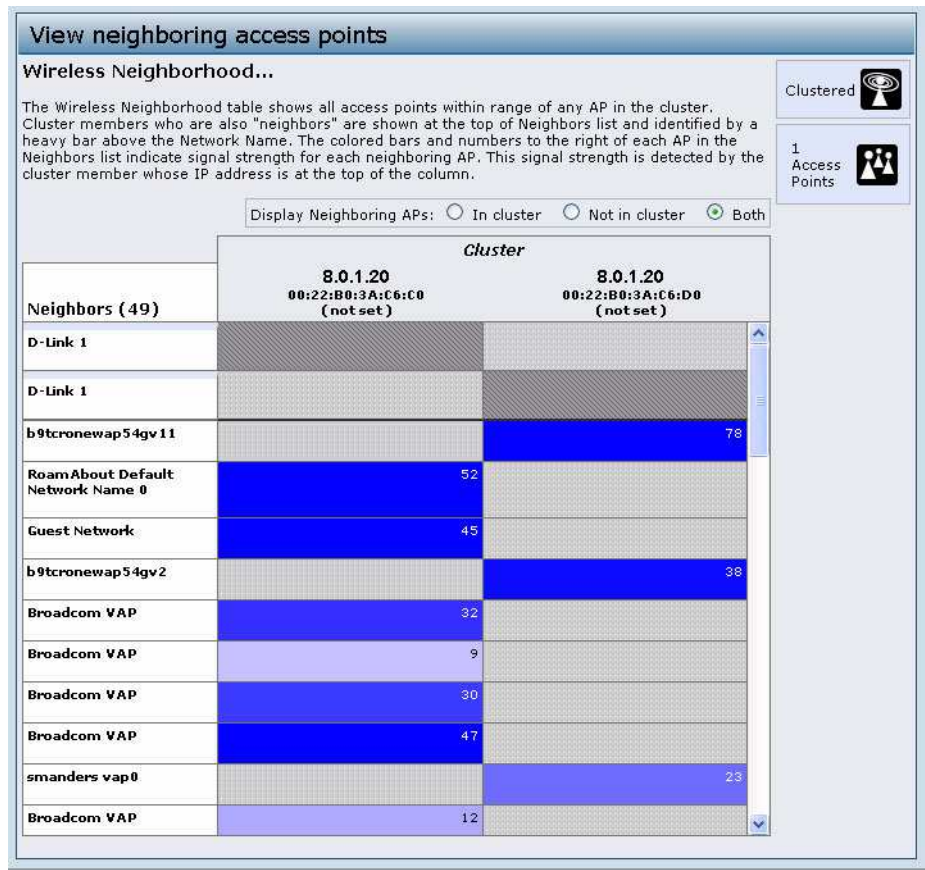 View neighboring access points
Wireless Neighborhood...
The Wireless Neighborhood table shows all access points within range of any AP in the cluster.
Cluster members who are also "neighbors" are shown at the top of Neighbors list and identified by a
heavy bar above the Network Name. The colored bars and numbers to the right of each AP in the
Neighbors list indicate signal strength for each neighboring AP. This signal strength is detected by the
cluster member whose IP address is at the top of the column.
Clustered
1
Access
Points
Display Neighboring APs: In cluster Not in cluster Both
Cluster
Neighbors (49)
8.0.1.20
00:22:B0:3A:C6:C0
(not set)
8.0.1.20
00:22:B0:3A:C6:D0
(not set)
D-Link 1
D-Link 1
b9tcronewap54gv11 78
RoamAbout Default 52
Network Name 0
Guest Network 45
b9tcronewap54gv2 38
Broadcom VAP 32
Broadcom VAP 9
Broadcom VAP 30
Broadcom VAP 47
smanders vap0 23
Broadcom VAP 12